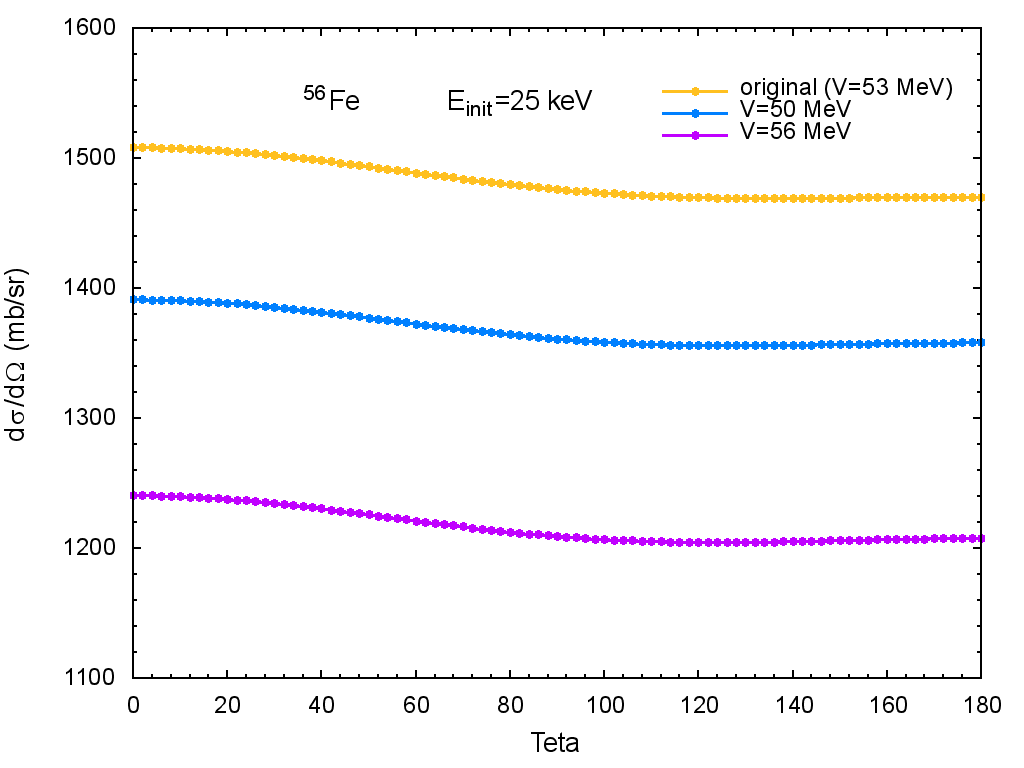 1600
1500
1400
1300
1200
1100
0 20 40 60 80 100 120 140 160 180
dσ/dΩ (mb/sr)
Teta
⁵⁶Fe E_init=25 keV
original (V=53 MeV)
V=50 MeV
V=56 MeV